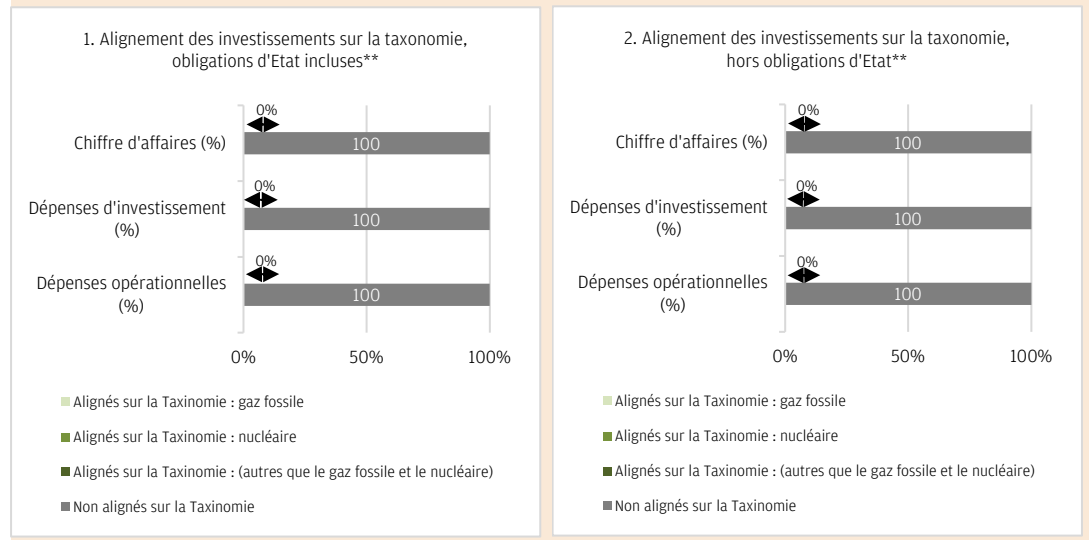 1. Alignement des investissements sur la taxonomie,
obligations d'Etat incluses**
0%
Chiffre d'affaires (%)
100
0%
Dépenses d'investissement
(%)
100
0%
Dépenses opérationnelles
(%)
100
0%
50%
100%
Alignés sur la Taxinomie : gaz fossile
Alignés sur la Taxinomie : nucléaire
Alignés sur la Taxinomie : (autres que le gaz fossile et le nucléaire)
Non alignés sur la Taxinomie
2. Alignement des investissements sur la taxonomie,
hors obligations d'Etat**
0%
Chiffre d'affaires (%)
100
0%
Dépenses d'investissement
(%)
100
0%
Dépenses opérationnelles
(%)
100
0%
50%
100%
Alignés sur la Taxinomie : gaz fossile
Alignés sur la Taxinomie : nucléaire
Alignés sur la Taxinomie : (autres que le gaz fossile et le nucléaire)
Non alignés sur la Taxinomie